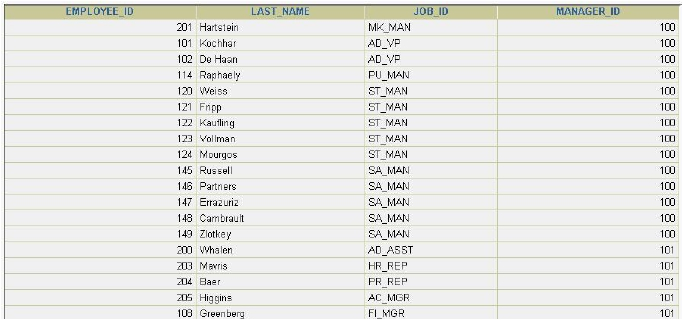 EMPLOYEE_ID LAST_NAME JOB_ID MANAGER_ID
201 Hartstein MK_MAN 100
101 Kochhar AD_VP 100
102 De Haan AD_VP 100
114 Raphaely PU_MAN 100
120 Weiss ST_MAN 100
121 Fripp ST_MAN 100
122 Kaufling ST_MAN 100
123 Vollman ST_MAN 100
124 Mourgos ST_MAN 100
145 Russell SA_MAN 100
146 Partners SA_MAN 100
147 Errazuriz SA_MAN 100
148 Cambrault SA_MAN 100
149 Zlotkey SA_MAN 100
200 Whalen AD_ASST 101
203 Mavris HR_REP 101
204 Baer PR_REP 101
205 Higgins AC_MGR 101
108 Greenberg FI_MGR 101